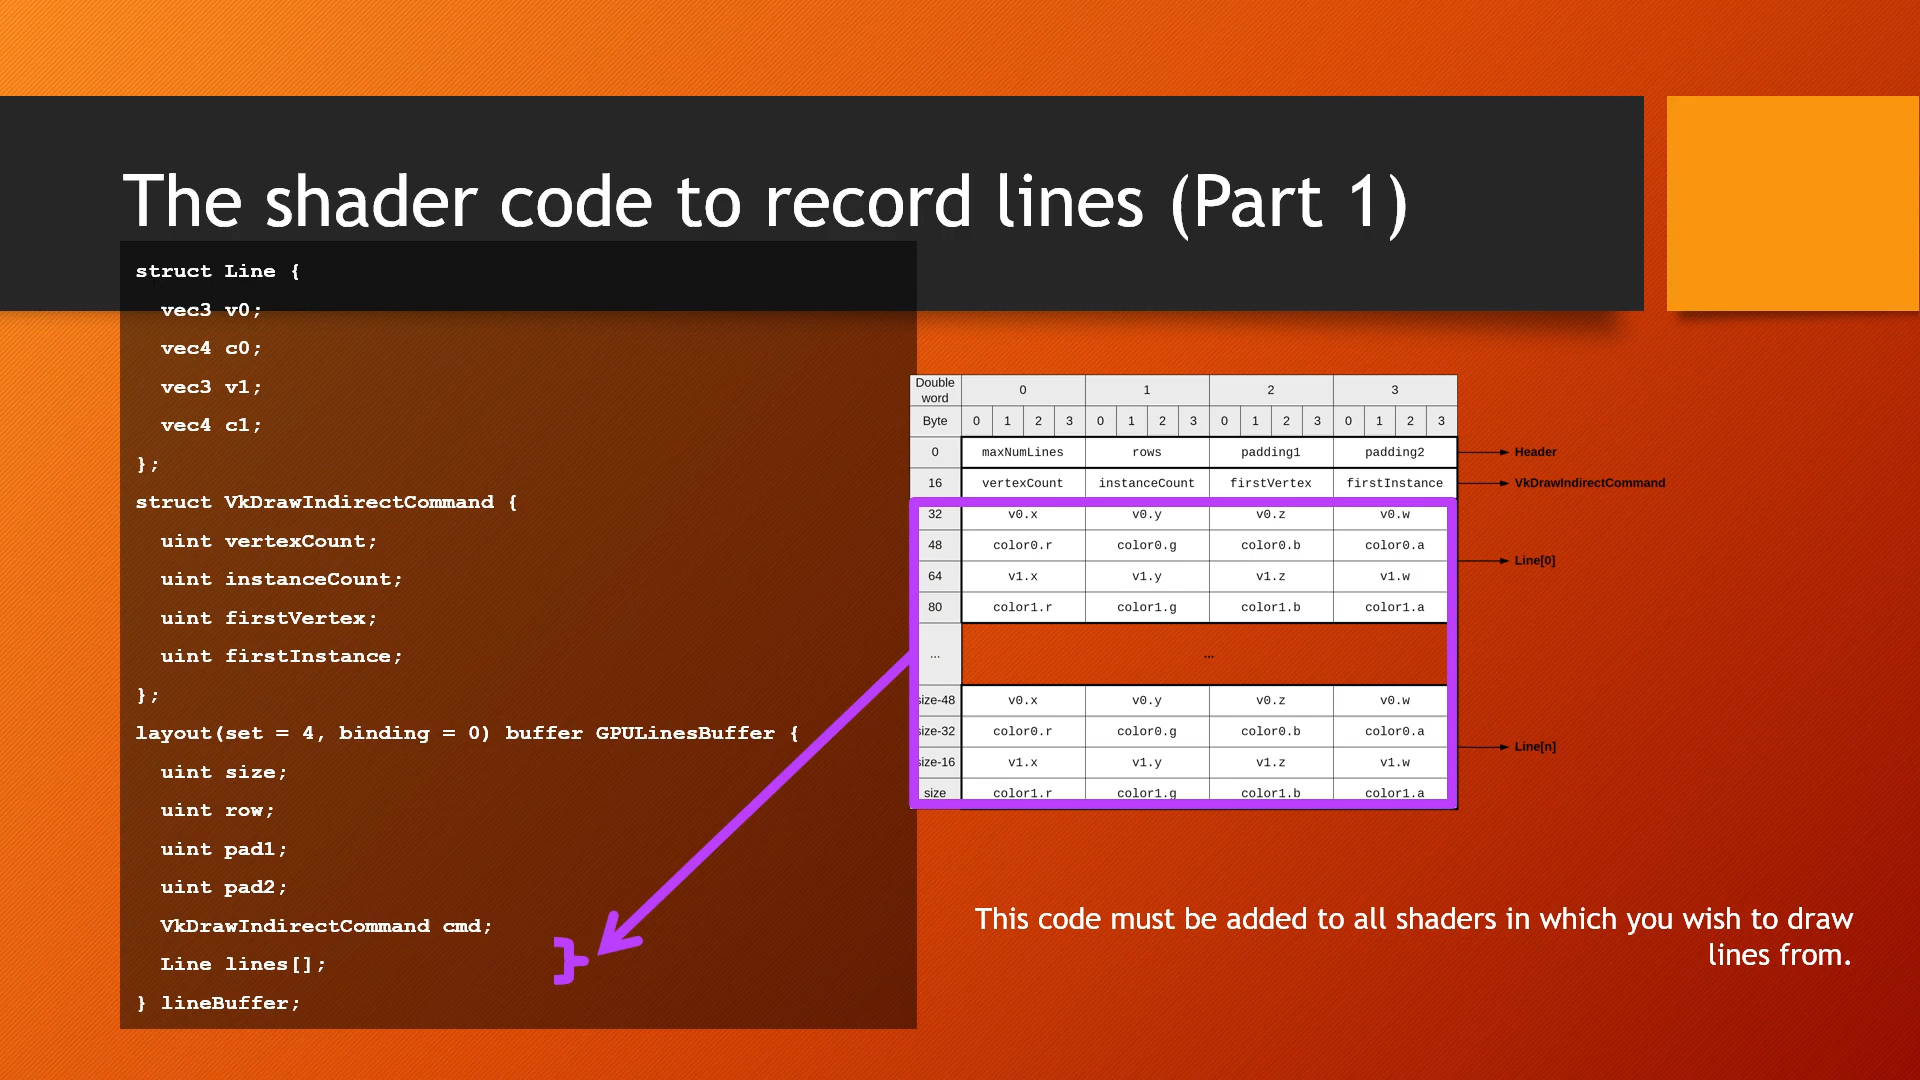 The shader code to record lines (Part 1)
struct Line {
vec3 v0;
vec4 c0;
vec3 v1;
vec4 c1;
};
struct VkDrawIndirectCommand {
uint vertexCount;
uint instanceCount;
uint firstVertex;
uint firstInstance;
};
layout(set = 4, binding = 0) buffer GPULinesBuffer {
uint size;
uint row;
uint pad1;
uint pad2;
VkDrawIndirectCommand cmd;
Line lines[];
} lineBuffer;
}
Double word 0 1 2 3
Byte 0 1 2 3 0 1 2 3 0 1 2 3 0 1 2 3
0 maxNumLines rows padding1 padding2 Header
16 vertexCount instanceCount firstVertex firstInstance VkDrawIndirectCommand
32 v0.x v0.y v0.z v0.w
48 color0.r color0.g color0.b color0.a
Line[0]
64 v1.x v1.y v1.z v1.w
80 color1.r color1.g color1.b color1.a
... ...
size-48 v0.x v0.y v0.z v0.w
size-32 color0.r color0.g color0.b color0.a
Line[n]
size-16 v1.x v1.y v1.z v1.w
size color1.r color1.g color1.b color1.a
This code must be added to all shaders in which you wish to draw
lines from.